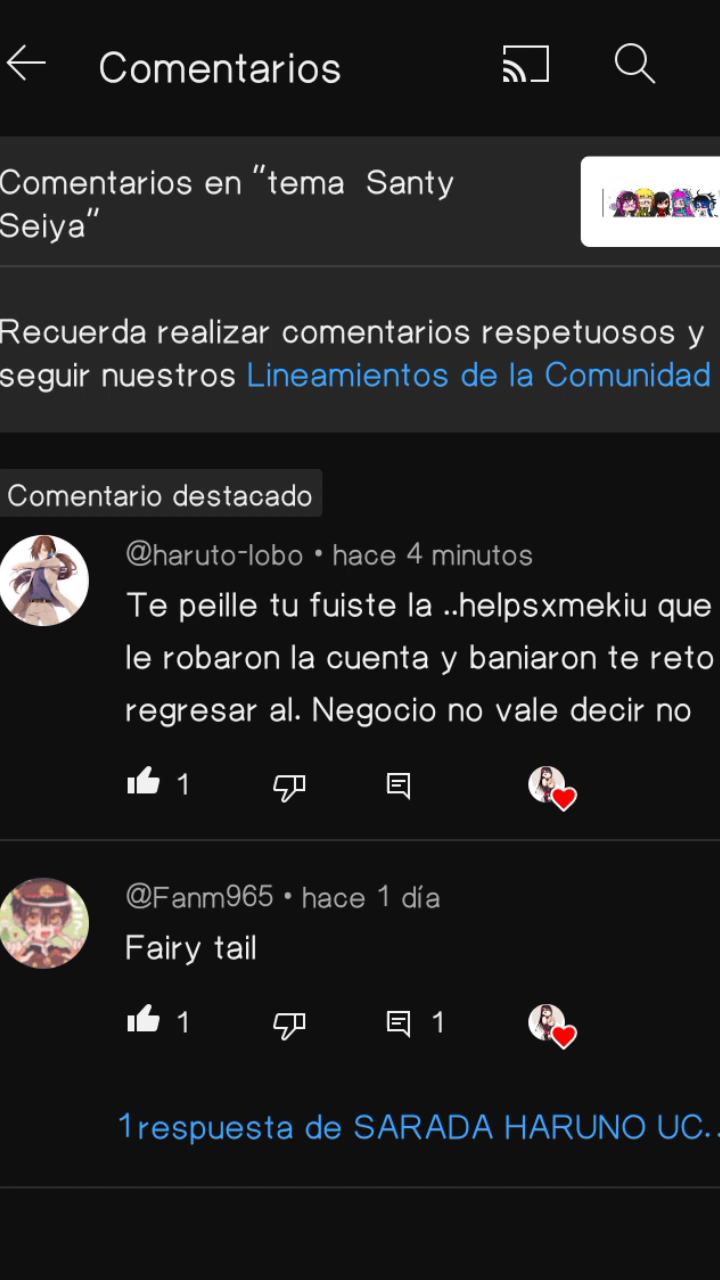 Comentarios
Comentarios en "tema Santy
Seiya"
Recuerda realizar comentarios respetuosos y
seguir nuestros Lineamientos de la Comunidad
Comentario destacado
@haruto-lobo • hace 4 minutos
Te peille tu fuiste la ..helpsxmekiu que
le robaron la cuenta y baniaron te reto
regresar al. Negocio no vale decir no
1
@Fanm965 • hace 1 día
Fairy tail
1 1
1 respuesta de SARADA HARUNO UC..